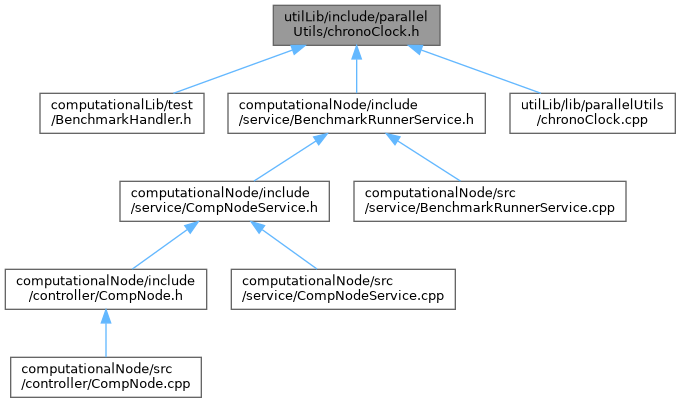 utilLib/include/parallel
Utils/chronoClock.h
computationalLib/test
/BenchmarkHandler.h
computationalNode/include
/service/BenchmarkRunnerService.h
utilLib/lib/parallelUtils
/chronoClock.cpp
computationalNode/include
/service/CompNodeService.h
computationalNode/src
/service/BenchmarkRunnerService.cpp
computationalNode/include
/controller/CompNode.h
computationalNode/src
/service/CompNodeService.cpp
computationalNode/src
/controller/CompNode.cpp